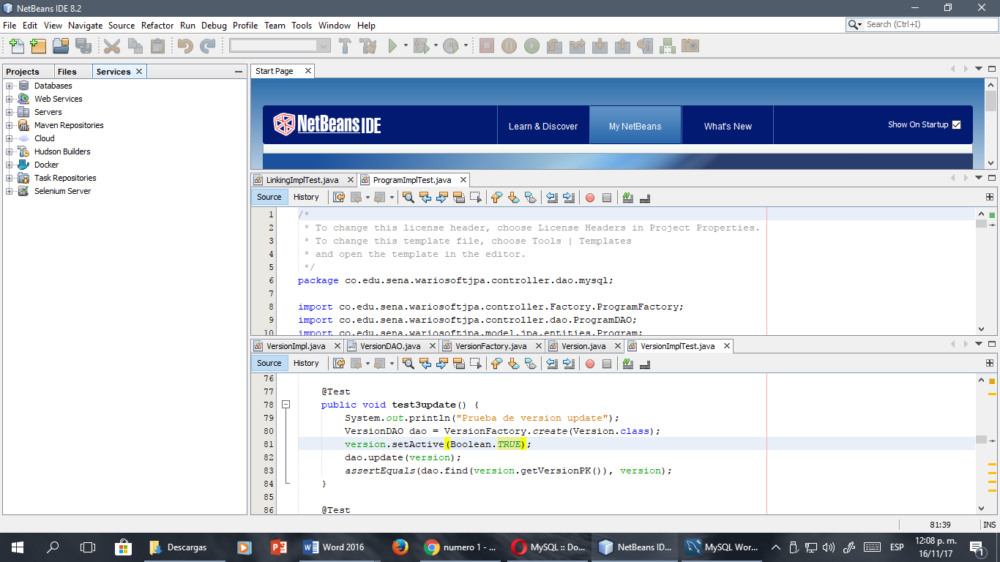 NetBeans IDE 8.2
File Edit View Navigate Source Refactor Run Debug Profile Team Tools Window Help
Search (Ctrl+I)
Projects Files Services
Databases
Web Services
Servers
Maven Repositories
Cloud
Hudson Builders
Docker
Task Repositories
Selenium Server
Start Page
NetBeans IDE
Learn & Discover
My NetBeans
What's New
Show On Startup
LinkingImplTest.java ProgramImplTest.java
Source History
1 /*
2 * To change this license header, choose License Headers in Project Properties.
3 * To change this template file, choose Tools | Templates
4 * and open the template in the editor.
5 */
6 package co.edu.sena.wariosoftjpa.controller.dao.mysql;
7
8 import co.edu.sena.wariosoftjpa.controller.Factory.ProgramFactory;
9 import co.edu.sena.wariosoftjpa.controller.dao.ProgramDAO;
10 import co.edu.sena.wariosoftjpa.model.jpa.entities.Program;
VersionImpl.java VersionDAO.java VersionFactory.java Version.java VersionImplTest.java
Source History
76
77 @Test
78 public void test3update() {
79 System.out.println("Prueba de version update");
80 VersionDAO dao = VersionFactory.create(Version.class);
81 version.setActive(Boolean.TRUE);
82 dao.update(version);
83 assertEquals(dao.find(version.getVersionPK()), version);
84 }
85
86 @Test
81:39 INS
Descargas
Word 2016
numero 1 - ...
MySQL :: Do...
NetBeans ID...
MySQL Wor...
ESP
12:08 p. m.
16/11/17
1